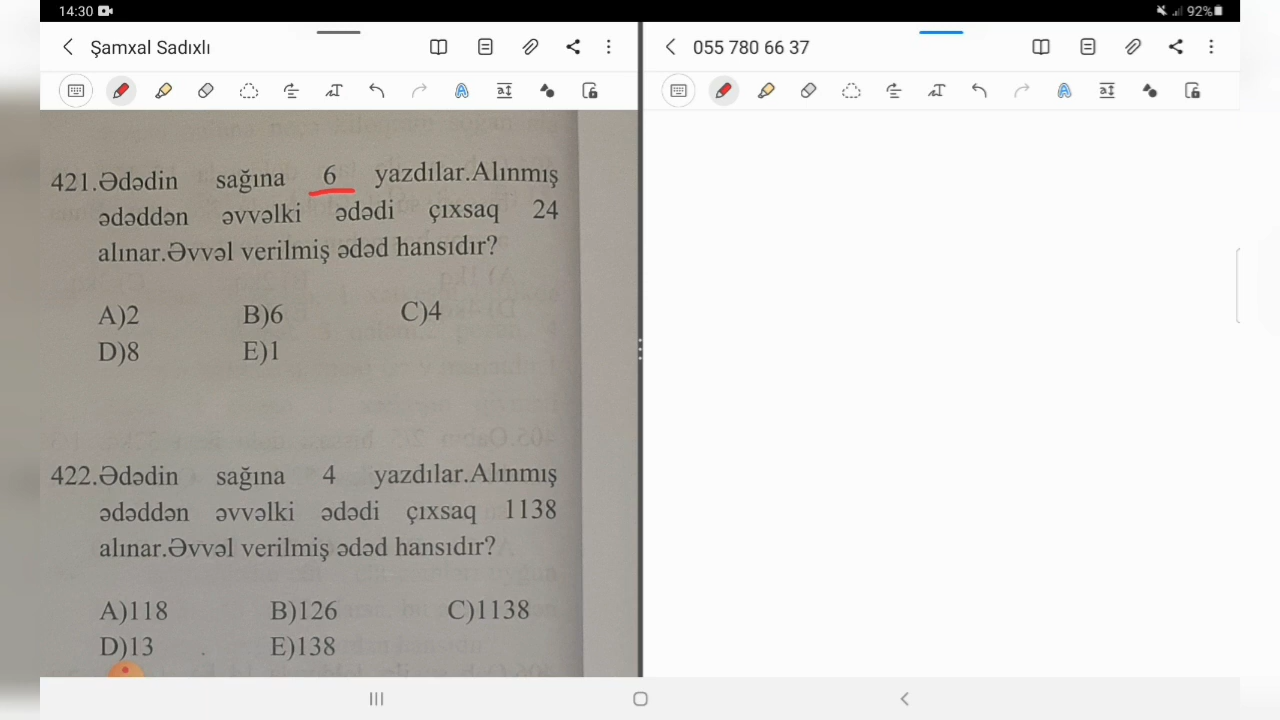 14:30
92%
Şamxal Sadıxlı
055 780 66 37
421.Ədədin sağına 6 yazdılar.Alınmış
ədəddən əvvəlki ədədi çıxsaq 24
alınar.Əvvəl verilmiş ədəd hansıdır?
A)2 B)6 C)4
D)8 E)1
422.Ədədin sağına 4 yazdılar.Alınmış
ədəddən əvvəlki ədədi çıxsaq 1138
alınar.Əvvəl verilmiş ədəd hansıdır?
A)118 B)126 C)1138
D)13 E)138